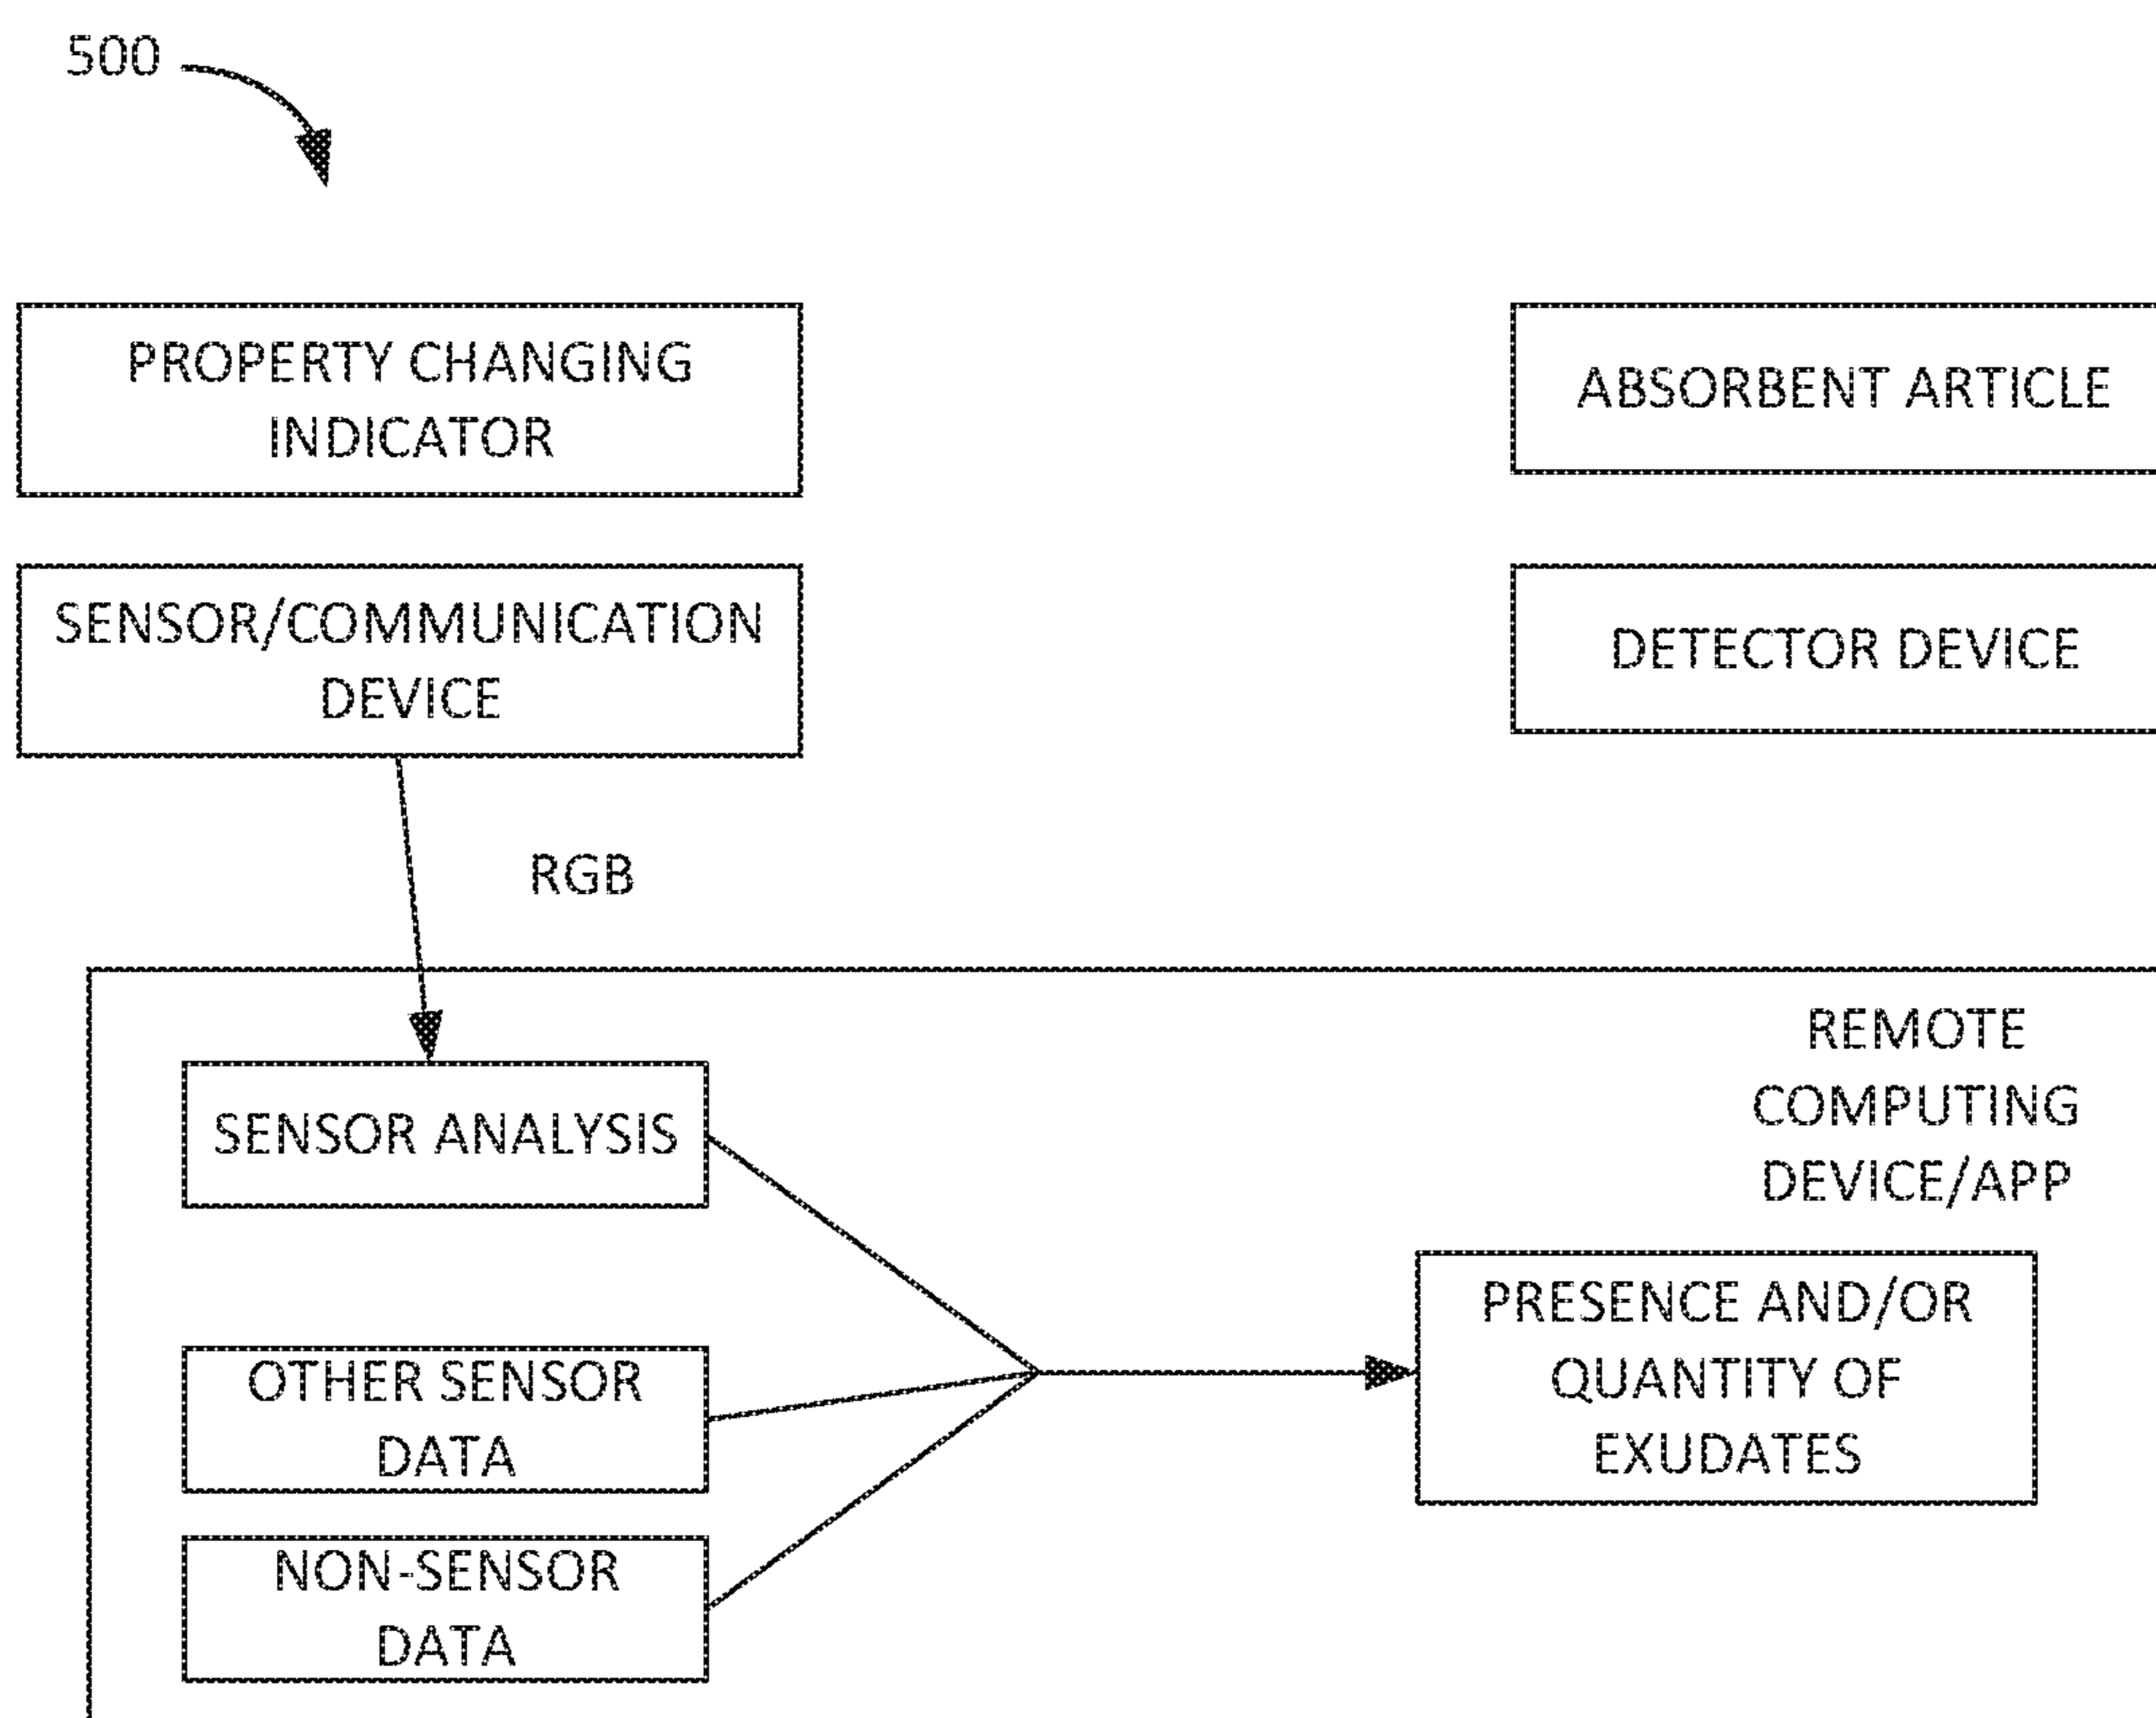 500
PROPERTY CHANGING
INDICATOR
ABSORBENT ARTICLE
SENSOR/COMMUNICATION
DEVICE
DETECTOR DEVICE
RGB
REMOTE
COMPUTING
DEVICE/APP
SENSOR ANALYSIS
PRESENCE AND/OR
QUANTITY OF
EXUDATES
OTHER SENSOR
DATA
NON-SENSOR
DATA